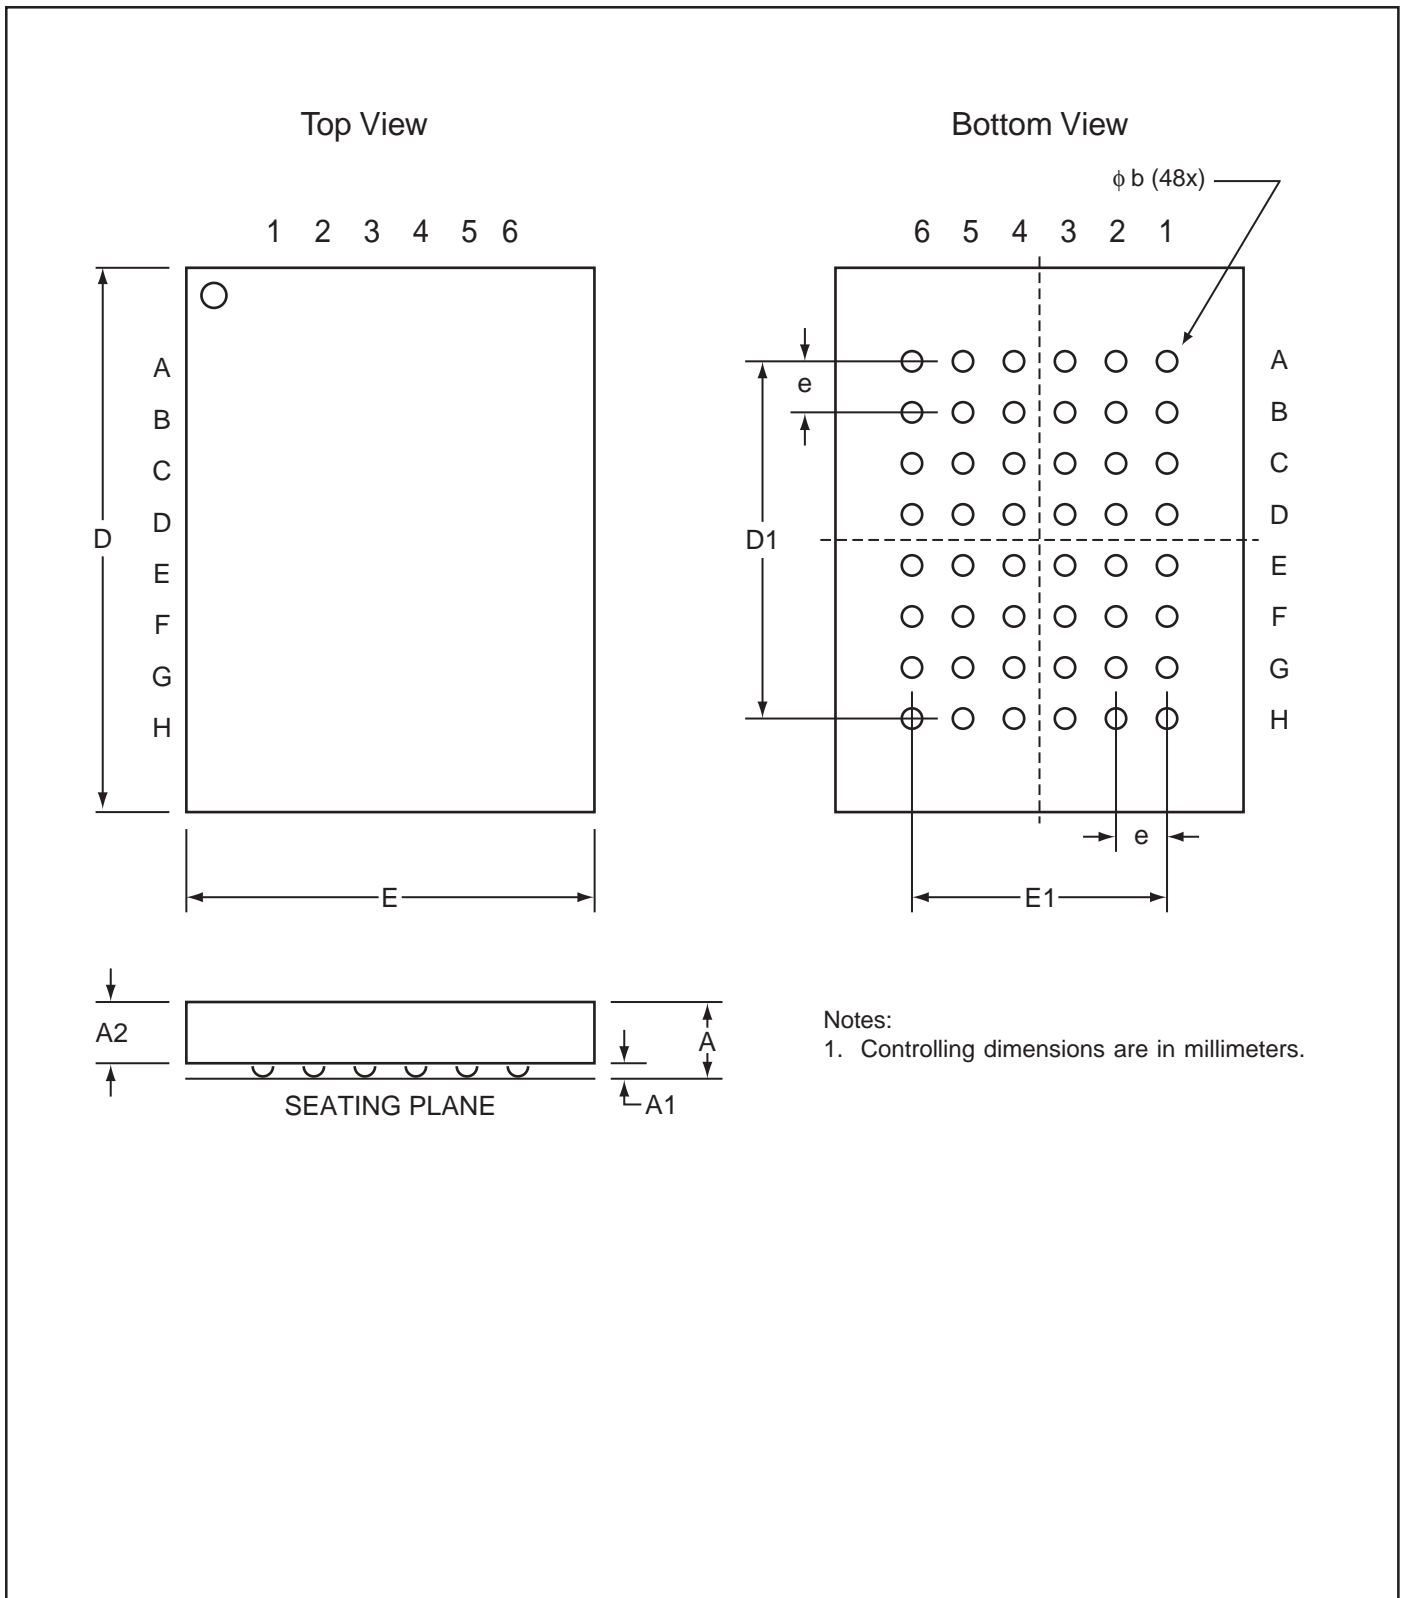 Top View
Bottom View
ϕ b (48x)
1 2 3 4 5 6
6 5 4 3 2 1
A
B
C
D
E
F
G
H
D
E
e
D1
A
B
C
D
E
F
G
H
e
E1
A2
A
A1
SEATING PLANE
Notes:
1. Controlling dimensions are in millimeters.